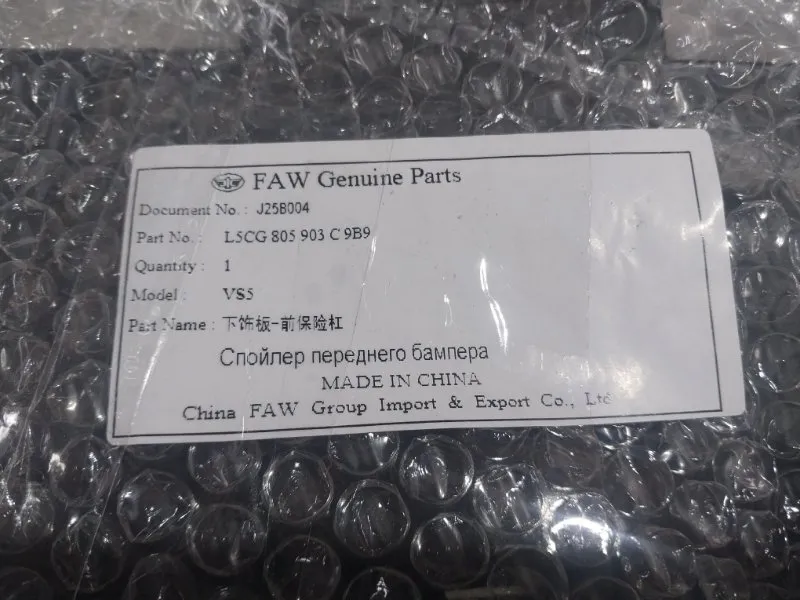 FAW Genuine Parts
Document No. : J25B004
Part No. : L5CG 805 903 C 9B9
Quantity : 1
Model : VS5
Part Name : 下饰板-前保险杠
Спойлер переднего бампера
MADE IN CHINA
China FAW Group Import & Export Co., Ltd